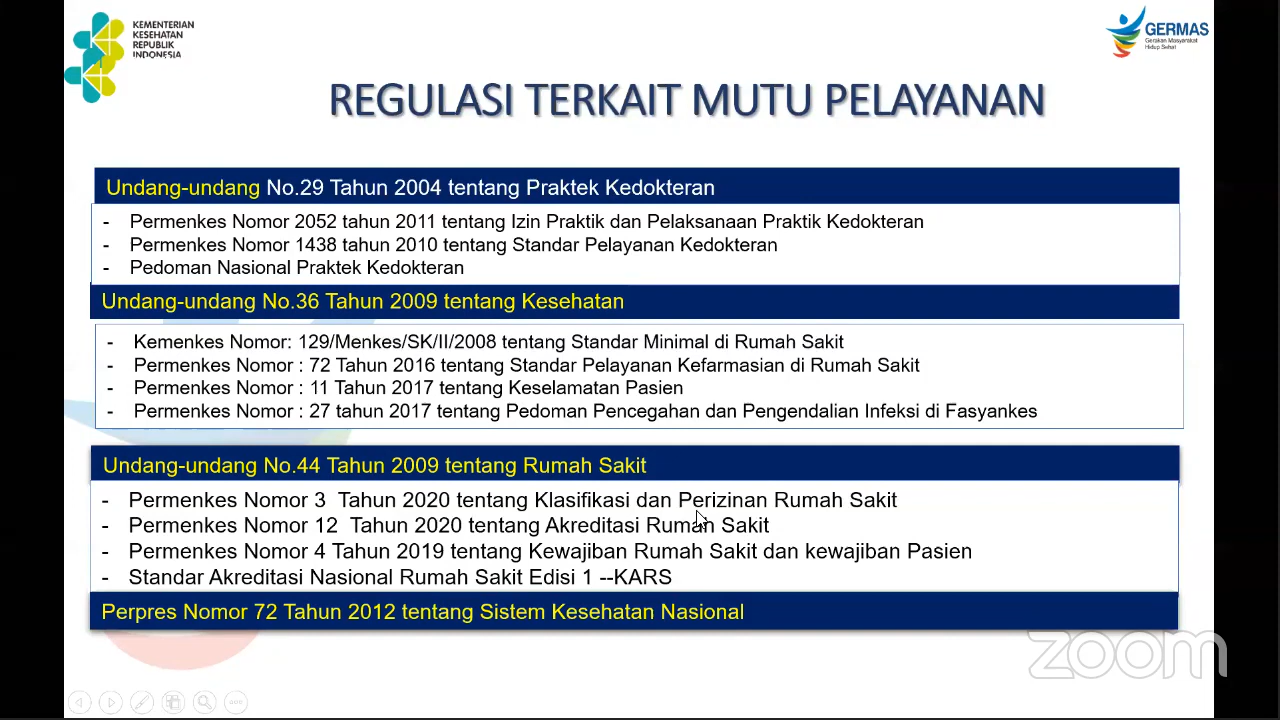 KEMENTERIAN
KESEHATAN
REPUBLIK
INDONESIA
GERMAS
Gerakan Masyarakat
Hidup Sehat
REGULASI TERKAIT MUTU PELAYANAN
Undang-undang No.29 Tahun 2004 tentang Praktek Kedokteran
- Permenkes Nomor 2052 tahun 2011 tentang Izin Praktik dan Pelaksanaan Praktik Kedokteran
- Permenkes Nomor 1438 tahun 2010 tentang Standar Pelayanan Kedokteran
- Pedoman Nasional Praktek Kedokteran
Undang-undang No.36 Tahun 2009 tentang Kesehatan
- Kemenkes Nomor: 129/Menkes/SK/II/2008 tentang Standar Minimal di Rumah Sakit
- Permenkes Nomor : 72 Tahun 2016 tentang Standar Pelayanan Kefarmasian di Rumah Sakit
- Permenkes Nomor : 11 Tahun 2017 tentang Keselamatan Pasien
- Permenkes Nomor : 27 tahun 2017 tentang Pedoman Pencegahan dan Pengendalian Infeksi di Fasyankes
Undang-undang No.44 Tahun 2009 tentang Rumah Sakit
- Permenkes Nomor 3 Tahun 2020 tentang Klasifikasi dan Perizinan Rumah Sakit
- Permenkes Nomor 12 Tahun 2020 tentang Akreditasi Rumah Sakit
- Permenkes Nomor 4 Tahun 2019 tentang Kewajiban Rumah Sakit dan kewajiban Pasien
- Standar Akreditasi Nasional Rumah Sakit Edisi 1 --KARS
Perpres Nomor 72 Tahun 2012 tentang Sistem Kesehatan Nasional
zoom